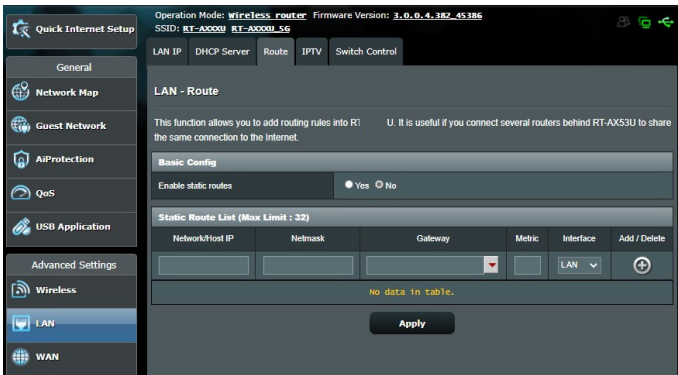 Quick Internet Setup
General
Network Map
Guest Network
AiProtection
QoS
USB Application
Advanced Settings
Wireless
LAN
WAN
Operation Mode: Wireless router Firmware Version: 3.0.0.4.382_45386
SSID: RT-AXXXU RT-AXXXU_5G
LAN IP DHCP Server Route IPTV Switch Control
LAN - Route
This function allows you to add routing rules into RT U. It is useful if you connect several routers behind RT-AX53U to share
the same connection to the Internet.
Basic Config
Enable static routes Yes No
Static Route List (Max Limit : 32)
Network/Host IP Netmask Gateway Metric Interface Add / Delete
LAN
No data in table.
Apply